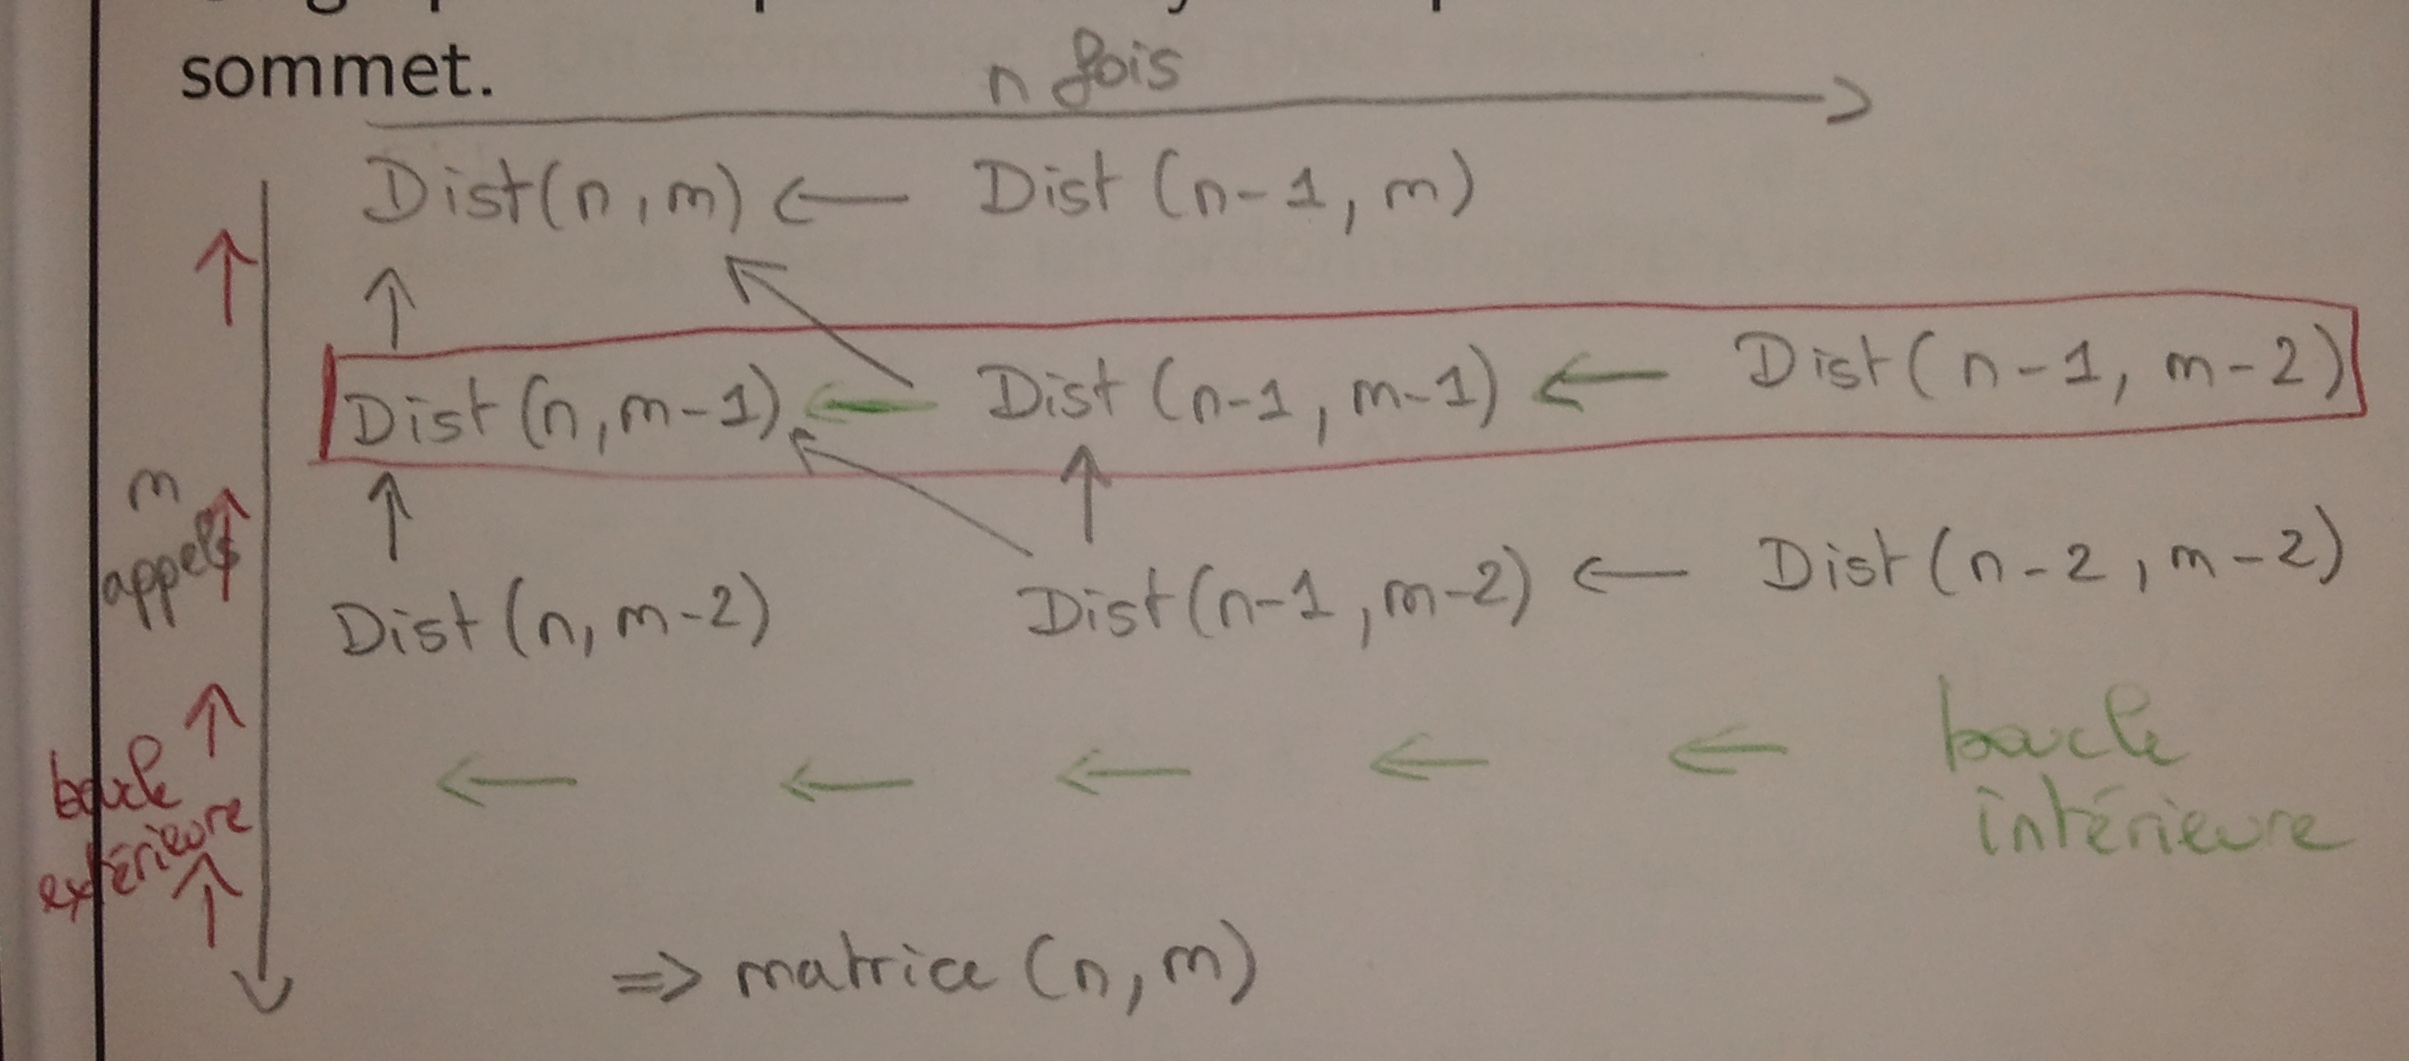 sommet.
n fois
Dist(n,m) ← Dist (n-1, m)
Dist (n,m-1) ← Dist (n-1, m-1) ← Dist (n-1, m-2)
m
appels
Dist (n, m-2) Dist (n-1, m-2) ← Dist (n-2, m-2)
boucle
intérieure
boucle
extérieure
=> matrice (n,m)